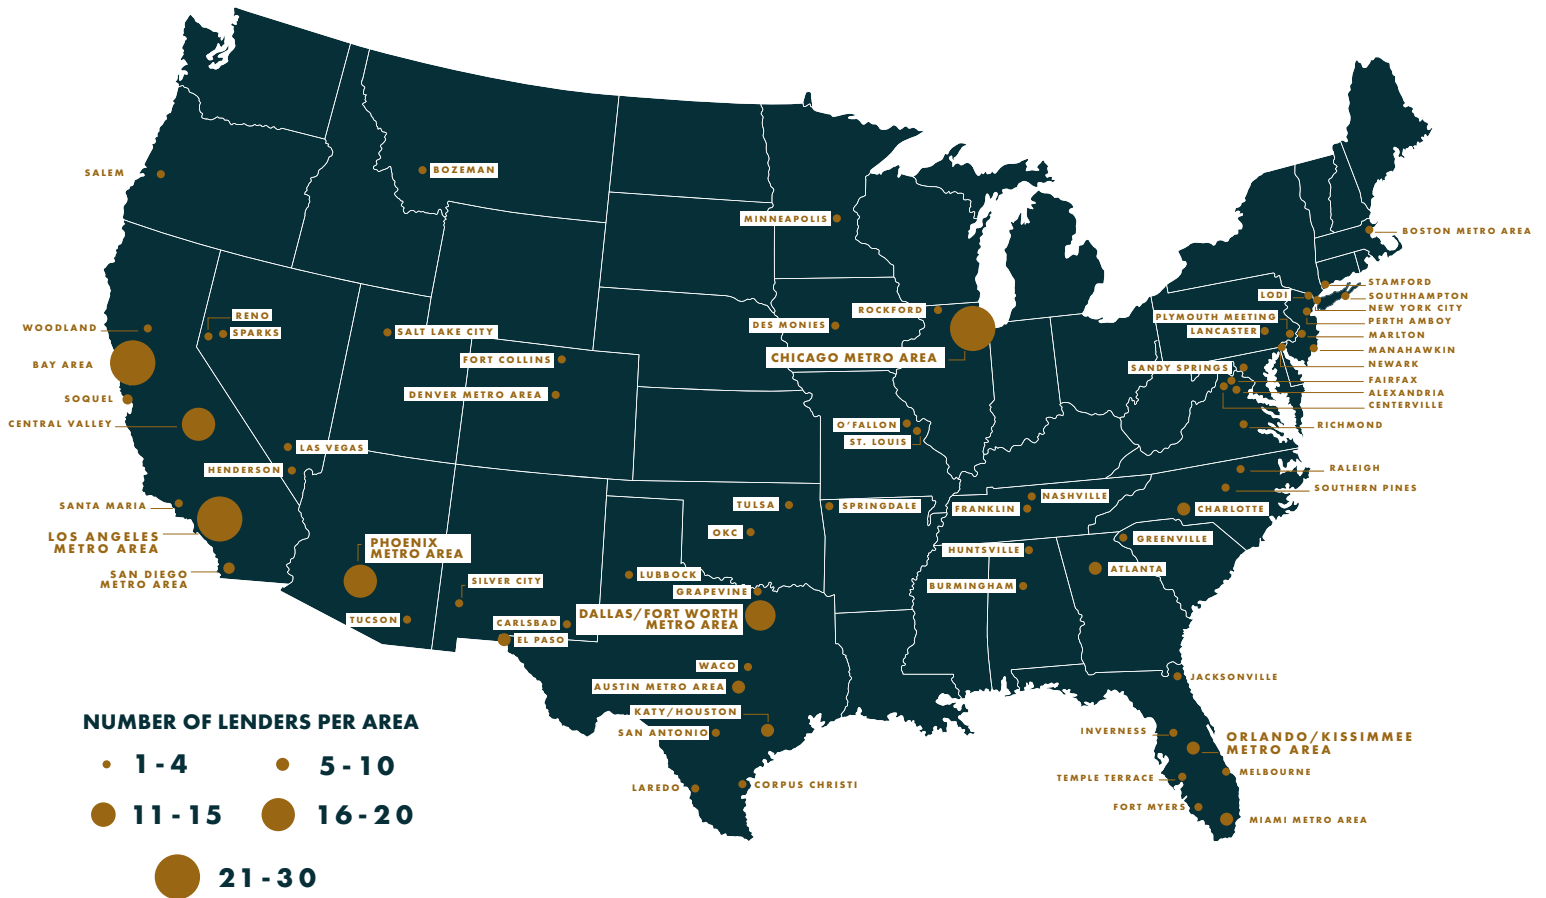 SALEM
BOZEMAN
MINNEAPOLIS
BOSTON METRO AREA
STAMFORD
LODI
SOUTHHAMPTON
NEW YORK CITY
ROCKFORD
RENO
PLYMOUTH MEETING
PERTH AMBOY
WOODLAND
SPARKS
SALT LAKE CITY
DES MONIES
LANCASTER
MARLTON
BAY AREA
FORT COLLINS
CHICAGO METRO AREA
MANAHAWKIN
SANDY SPRINGS
NEWARK
FAIRFAX
SOQUEL
DENVER METRO AREA
ALEXANDRIA
CENTERVILLE
CENTRAL VALLEY
O'FALLON
RICHMOND
ST. LOUIS
LAS VEGAS
HENDERSON
RALEIGH
SOUTHERN PINES
SANTA MARIA
TULSA
SPRINGDALE
NASHVILLE
FRANKLIN
CHARLOTTE
LOS ANGELES
METRO AREA
PHOENIX
METRO AREA
OKC
GREENVILLE
HUNTSVILLE
SAN DIEGO
METRO AREA
SILVER CITY
LUBBOCK
ATLANTA
GRAPEVINE
BURMINGHAM
TUCSON
CARLSBAD
DALLAS/FORT WORTH
METRO AREA
EL PASO
WACO
JACKSONVILLE
AUSTIN METRO AREA
KATY/HOUSTON
SAN ANTONIO
INVERNESS
ORLANDO/KISSIMMEE
METRO AREA
LAREDO
CORPUS CHRISTI
TEMPLE TERRACE
MELBOURNE
FORT MYERS
MIAMI METRO AREA
NUMBER OF LENDERS PER AREA
1-4
5-10
11-15
16-20
21-30